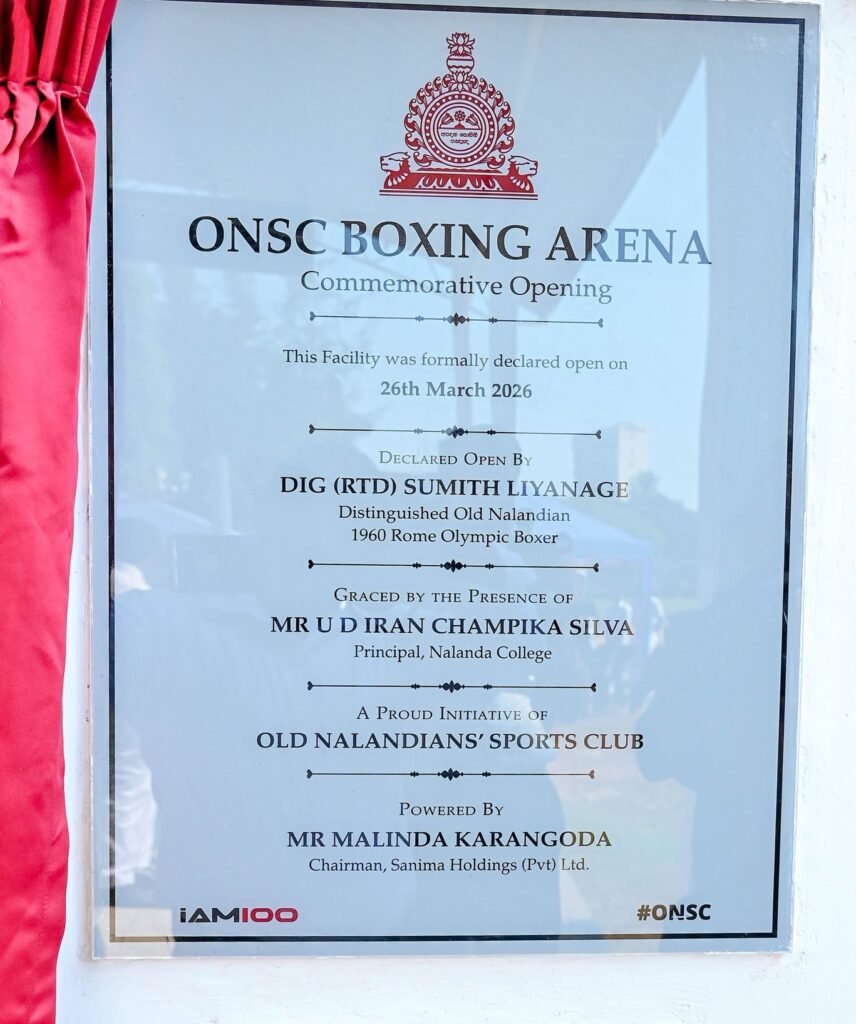 ONSC BOXING ARENA
Commemorative Opening
This Facility was formally declared open on
26th March 2026
DECLARED OPEN BY
DIG (RTD) SUMITH LIYANAGE
Distinguished Old Nalandian
1960 Rome Olympic Boxer
GRACED BY THE PRESENCE OF
MR U D IRAN CHAMPIKA SILVA
Principal, Nalanda College
A PROUD INITIATIVE OF
OLD NALANDIANS' SPORTS CLUB
POWERED BY
MR MALINDA KARANGODA
Chairman, Sanima Holdings (Pvt) Ltd.
iAM100
#ONSC